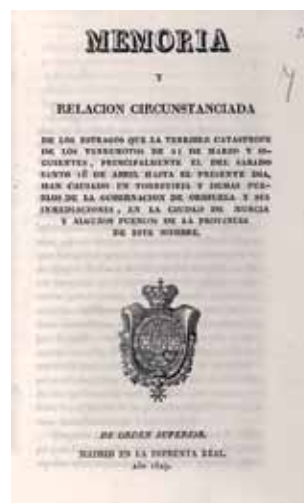 MEMORIA
Y
RELACION CIRCUNSTANCIADA
DE LOS ESTRAGOS QUE LA TERRIBLE CATASTROFE
DE LOS TERREMOTOS DE 21 DE MARZO Y SI-
GUIENTES, PRINCIPALMENTE EL DEL SABADO
SANTO 18 DE ABRIL HASTA EL PRESENTE DIA,
HAN CAUSADO EN TORREVIEJA Y DEMAS PUE-
BLOS DE LA GOBERNACION DE ORIHUELA Y SUS
INMEDIACIONES, EN LA CIUDAD DE MURCIA
Y ALGUNOS PUEBLOS DE LA PROVINCIA
DE ESTE NOMBRE.
DE ORDEN SUPERIOR.
MADRID EN LA IMPRENTA REAL
Año 1829.